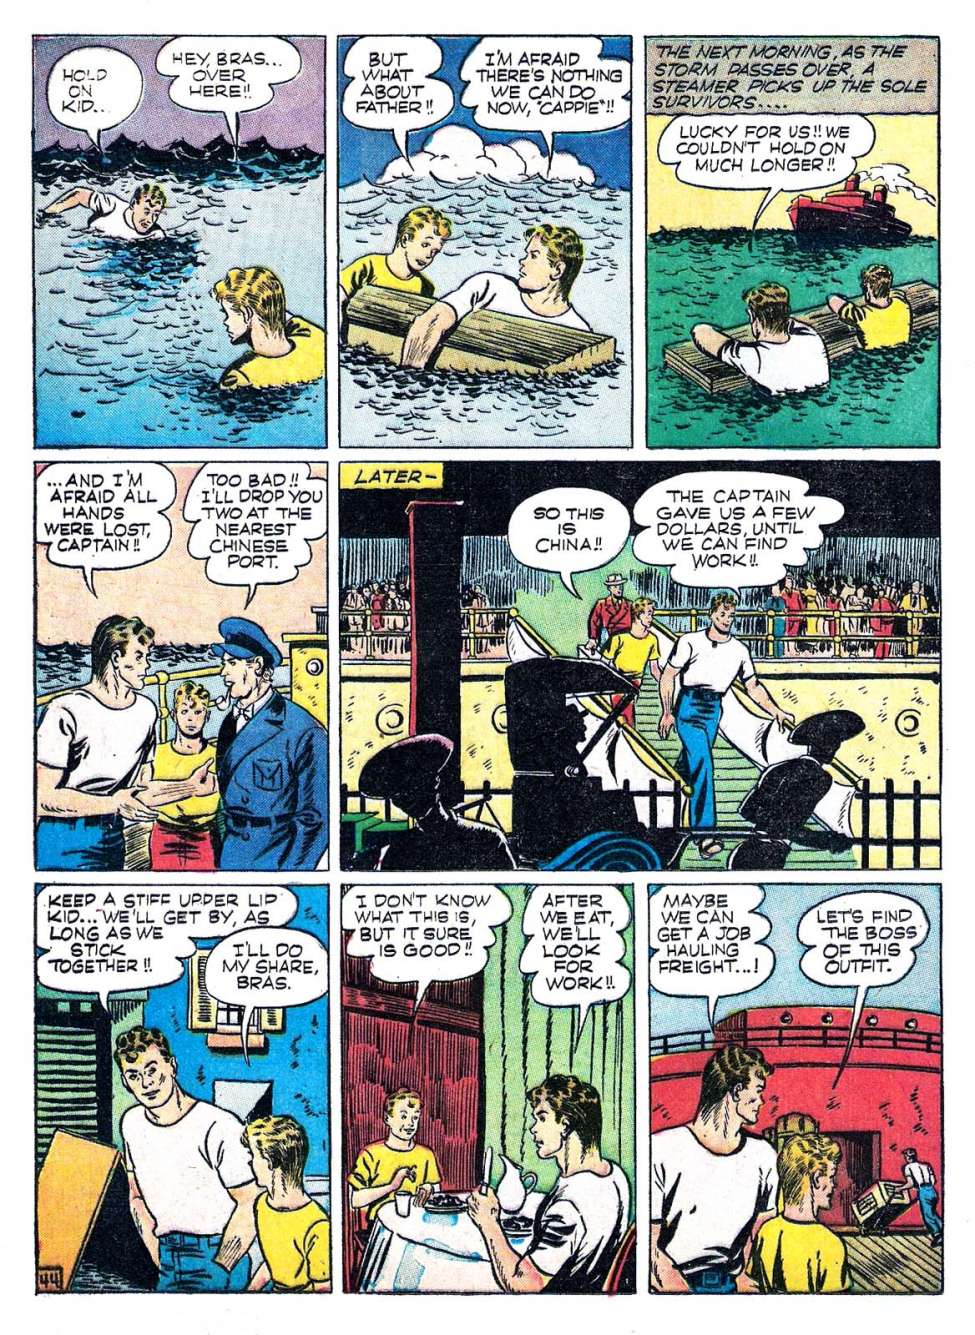 HOLD
ON
KID...
HEY, BRAS...
OVER
HERE!!
BUT
WHAT
ABOUT
FATHER!!
I'M AFRAID
THERE'S NOTHING
WE CAN DO
NOW, "CAPPIE"!!
THE NEXT MORNING, AS THE
STORM PASSES OVER, A
STEAMER PICKS UP THE SOLE
SURVIVORS....
LUCKY FOR US!! WE
COULDN'T HOLD ON
MUCH LONGER!!
...AND I'M
AFRAID ALL
HANDS
WERE LOST,
CAPTAIN!!
TOO BAD!!
I'LL DROP YOU
TWO AT THE
NEAREST
CHINESE
PORT.
LATER-
SO THIS
IS
CHINA!!
THE CAPTAIN
GAVE US A FEW
DOLLARS, UNTIL
WE CAN FIND
WORK!!
KEEP A STIFF UPPER LIP
KID... WE'LL GET BY, AS
LONG AS WE
STICK
TOGETHER!!
I'LL DO
MY SHARE,
BRAS.
I DON'T KNOW
WHAT THIS IS,
BUT IT SURE
IS GOOD!!
AFTER
WE EAT,
WE'LL
LOOK
FOR
WORK!!
MAYBE
WE CAN
GET A JOB
HAULING
FREIGHT...!
LET'S FIND
THE BOSS
OF THIS
OUTFIT.
44